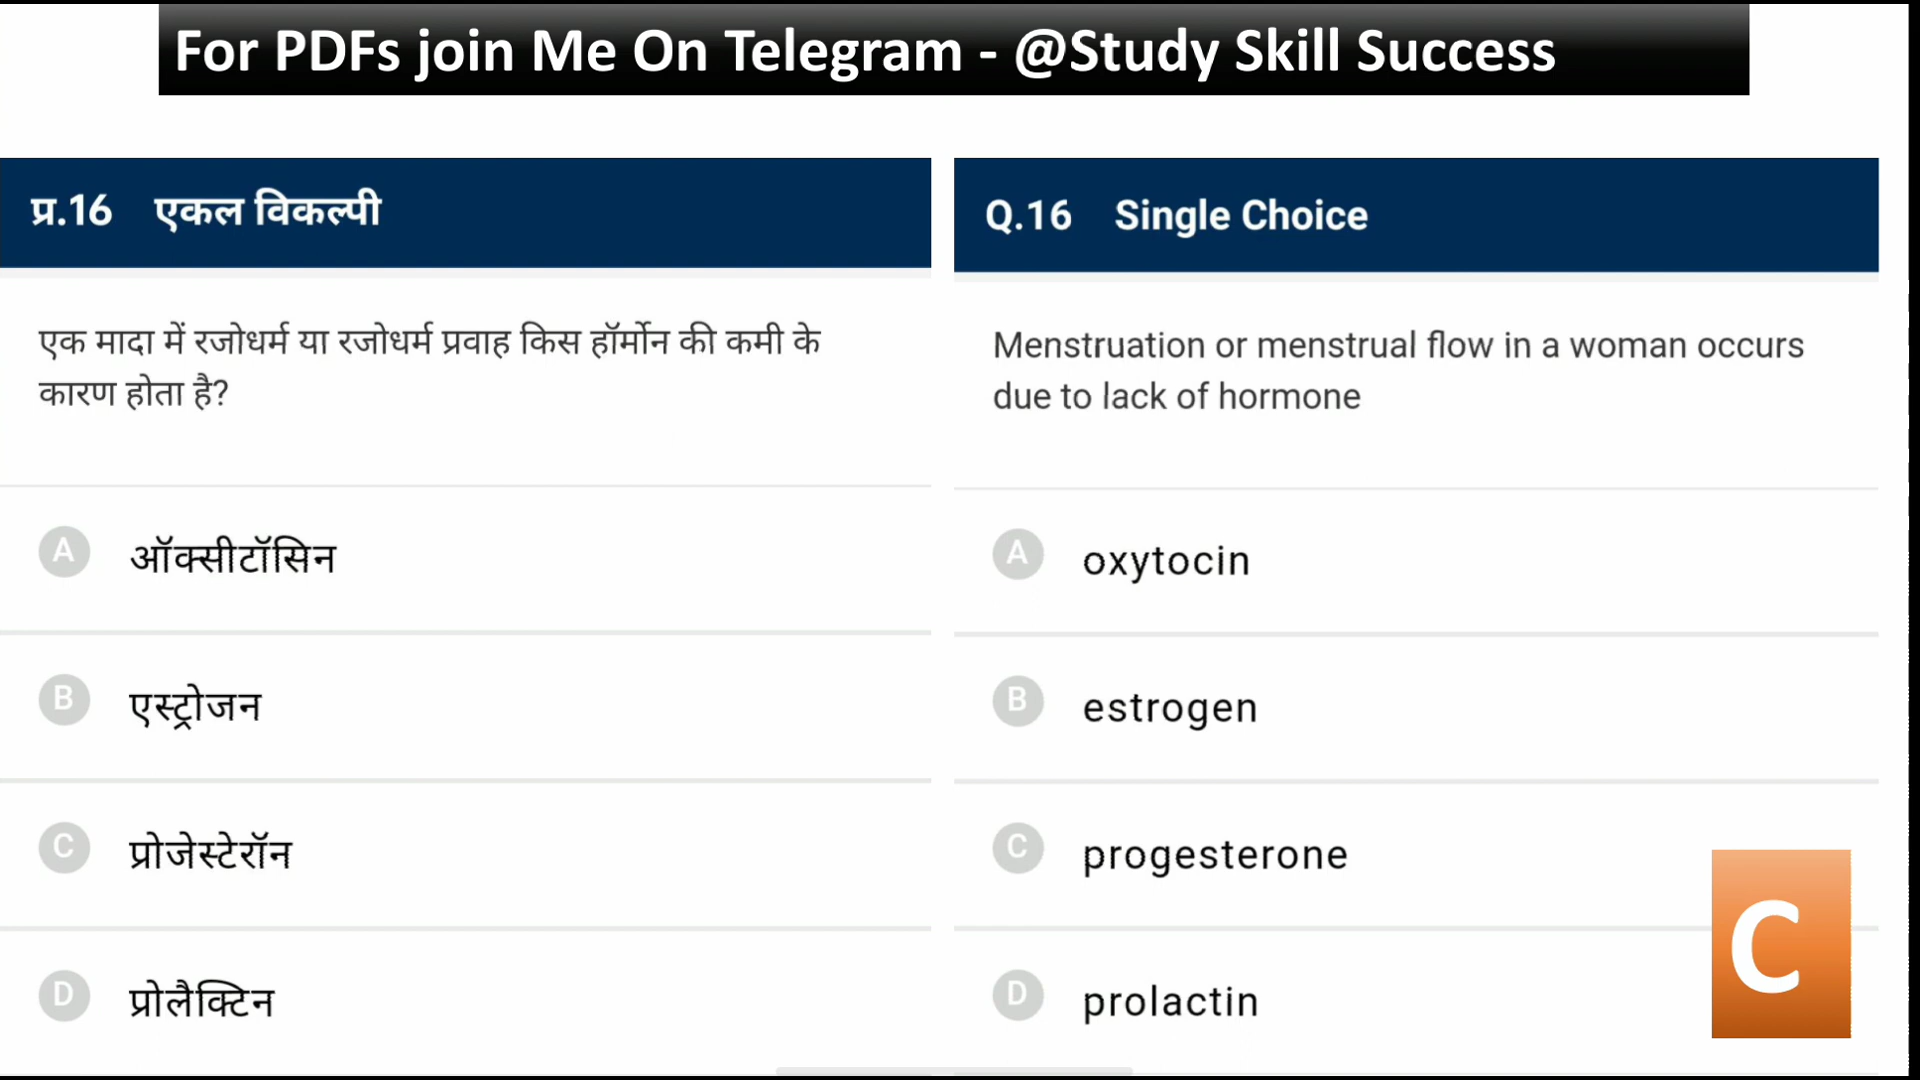 For PDFs join Me On Telegram - @Study Skill Success
प्र.16 एकल विकल्पी
एक मादा में रजोधर्म या रजोधर्म प्रवाह किस हॉर्मोन की कमी के
कारण होता है?
A ऑक्सीटॉसिन
B एस्ट्रोजन
C प्रोजेस्टेरॉन
D प्रोलैक्टिन
Q.16 Single Choice
Menstruation or menstrual flow in a woman occurs
due to lack of hormone
A oxytocin
B estrogen
C progesterone
D prolactin
C